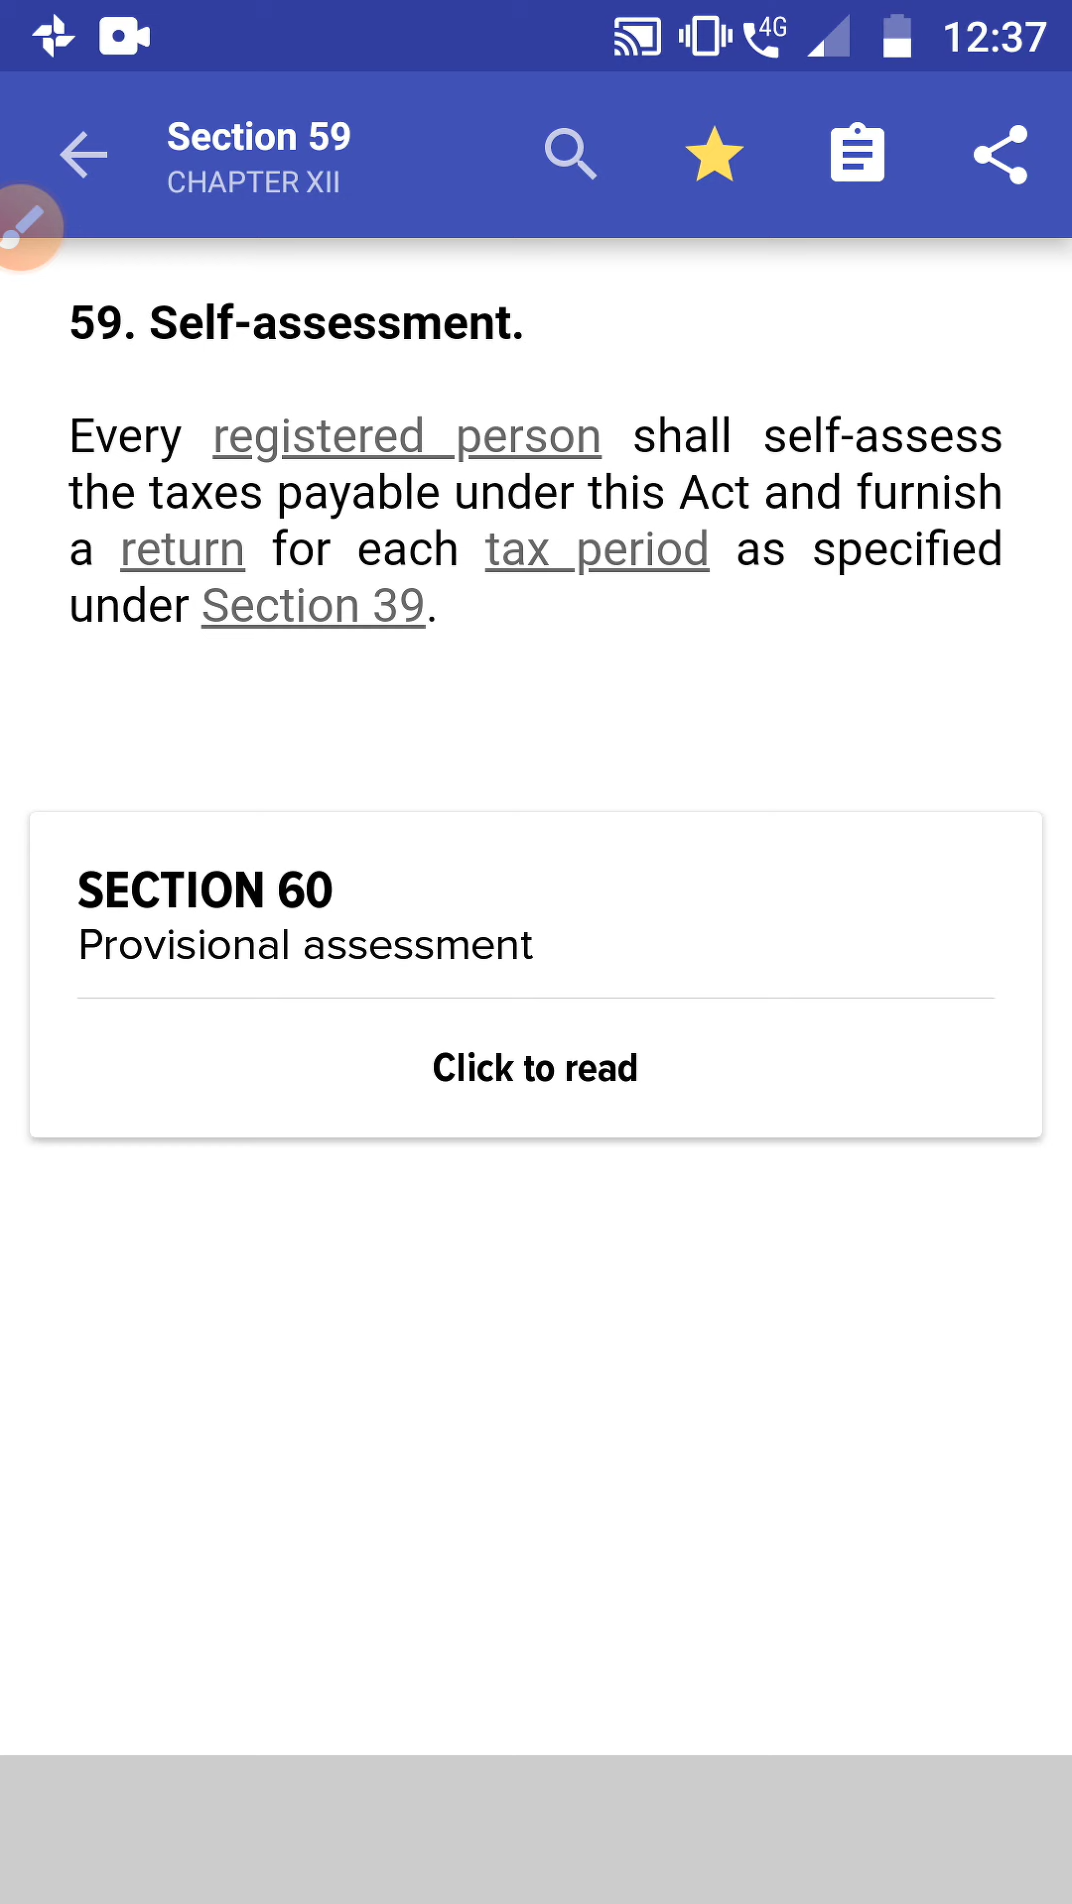 4G 12:37
Section 59
CHAPTER XII
59. Self-assessment.
Every registered person shall self-assess
the taxes payable under this Act and furnish
a return for each tax period as specified
under Section 39.
SECTION 60
Provisional assessment
Click to read